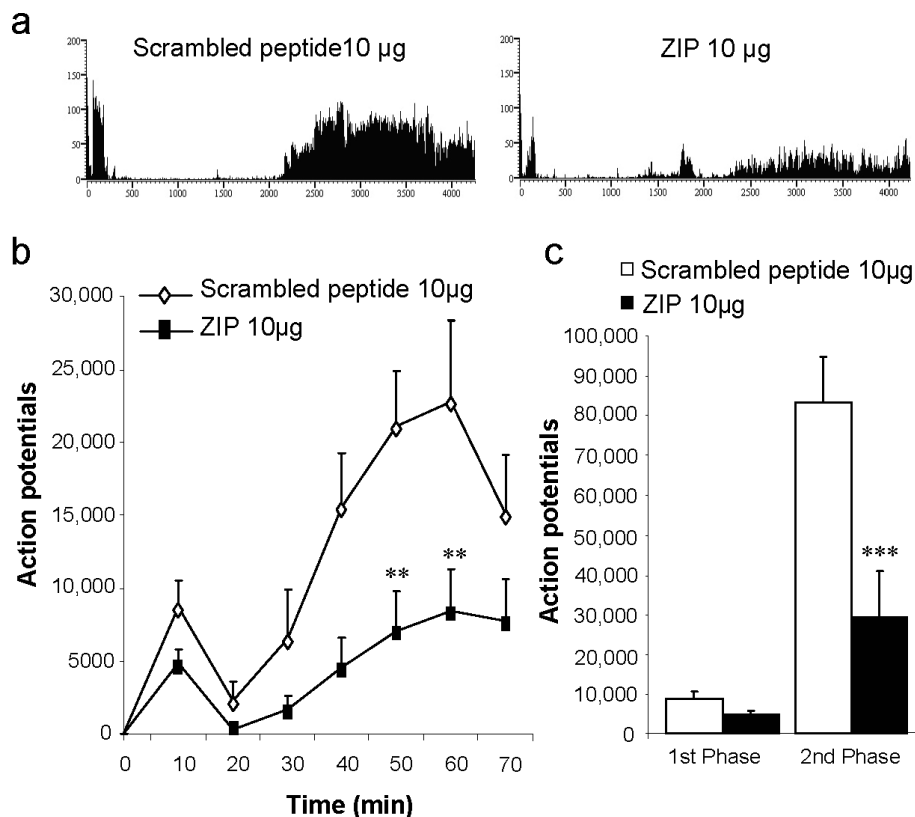 a
Scrambled peptide10 µg
200
150
100
50
0
0 500 1000 1500 2000 2500 3000 3500 4000
ZIP 10 µg
200
150
100
50
0
0 500 1000 1500 2000 2500 3000 3500 4000
b
Scrambled peptide 10µg
ZIP 10µg
Action potentials
30,000
25,000
20,000
15,000
10,000
5000
0
** **
0 10 20 30 40 50 60 70
Time (min)
c
Scrambled peptide 10µg
ZIP 10µg
Action potentials
100,000
90,000
80,000
70,000
60,000
50,000
40,000
30,000
20,000
10,000
0
***
1st Phase 2nd Phase